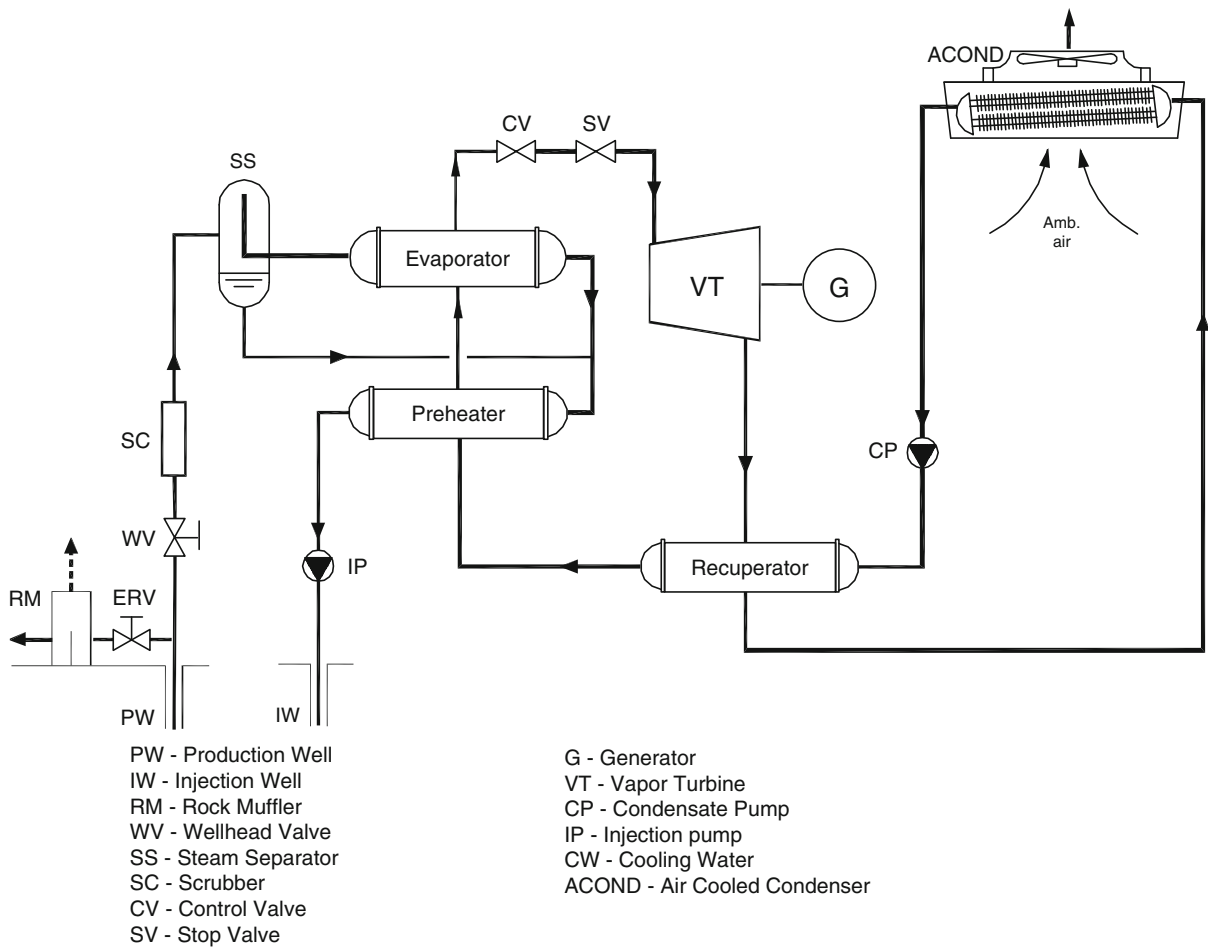 ACOND
CV
SV
SS
Amb.
air
Evaporator
VT
G
Preheater
SC
CP
WV
IP
Recuperator
RM
ERV
PW
IW
PW - Production Well
IW - Injection Well
RM - Rock Muffler
WV - Wellhead Valve
SS - Steam Separator
SC - Scrubber
CV - Control Valve
SV - Stop Valve
G - Generator
VT - Vapor Turbine
CP - Condensate Pump
IP - Injection pump
CW - Cooling Water
ACOND - Air Cooled Condenser